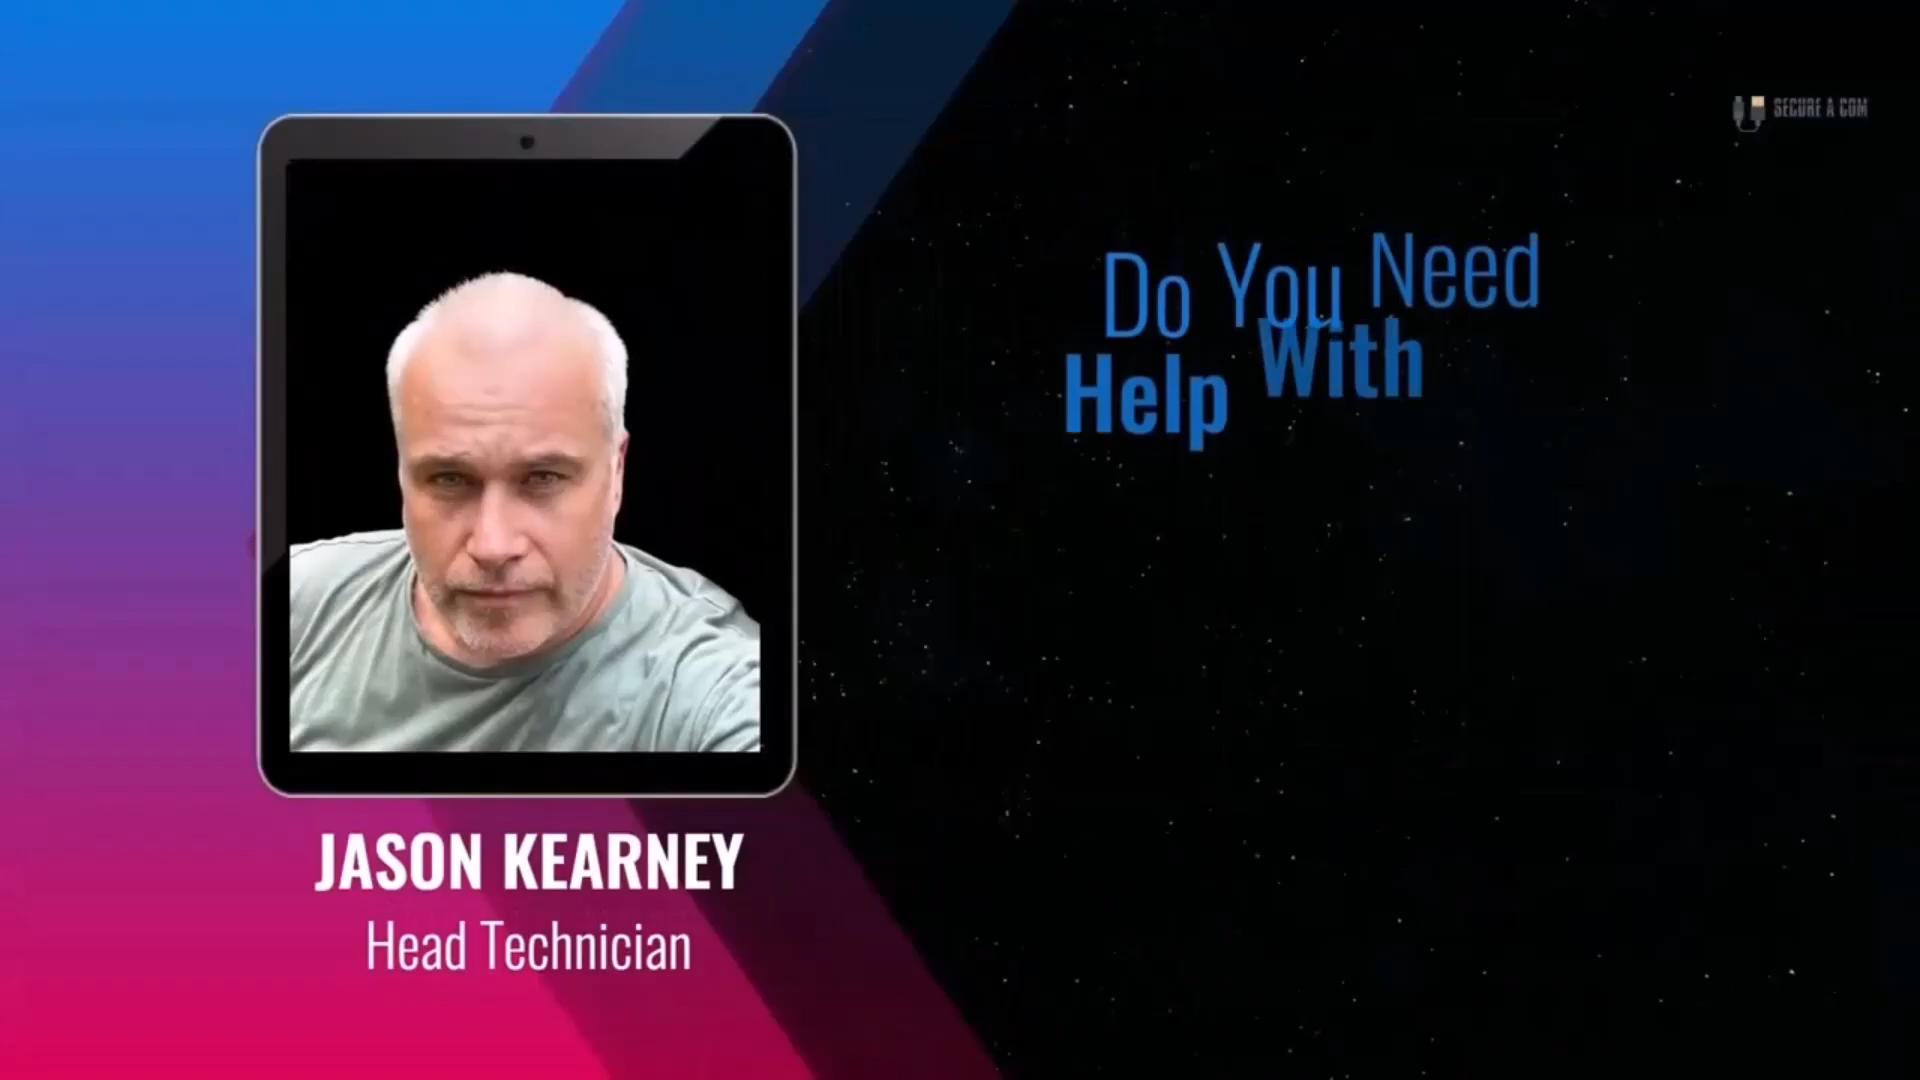 SECURE A COM
Do You Need
Help With
JASON KEARNEY
Head Technician